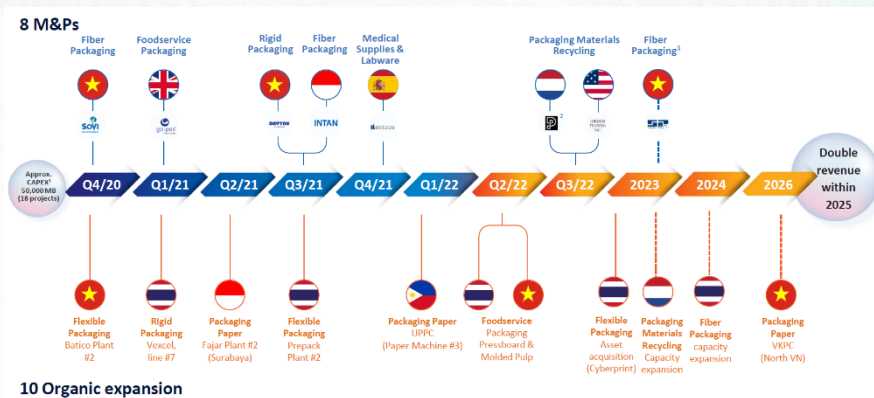 8 M&Ps
Fiber
Packaging
Foodservice
Packaging
Rigid
Packaging
Fiber
Packaging
Medical
Supplies &
Labware
Packaging Materials
Recycling
Fiber
Packaging3
SOVI
go-pak
DUYTAN
INTAN
deltalab
2
Approx.
CAPEX1
50,000 MB
(18 projects)
Q4/20
Q1/21
Q2/21
Q3/21
Q4/21
Q1/22
Q2/22
Q3/22
2023
2024
2026
Double
revenue
within
2025
Flexible
Packaging
Batico Plant
#2
Rigid
Packaging
Vexcel,
line #7
Packaging
Paper
Fajar Plant #2
(Surabaya)
Flexible
Packaging
Prepack
Plant #2
Packaging Paper
UPPC
(Paper Machine #3)
Foodservice
Packaging
Pressboard &
Molded Pulp
Flexible
Packaging
Asset
acquisition
(Cyberprint)
Packaging
Materials
Recycling
Capacity
expansion
Fiber
Packaging
capacity
expansion
Packaging
Paper
VKPC
(North VN)
10 Organic expansion